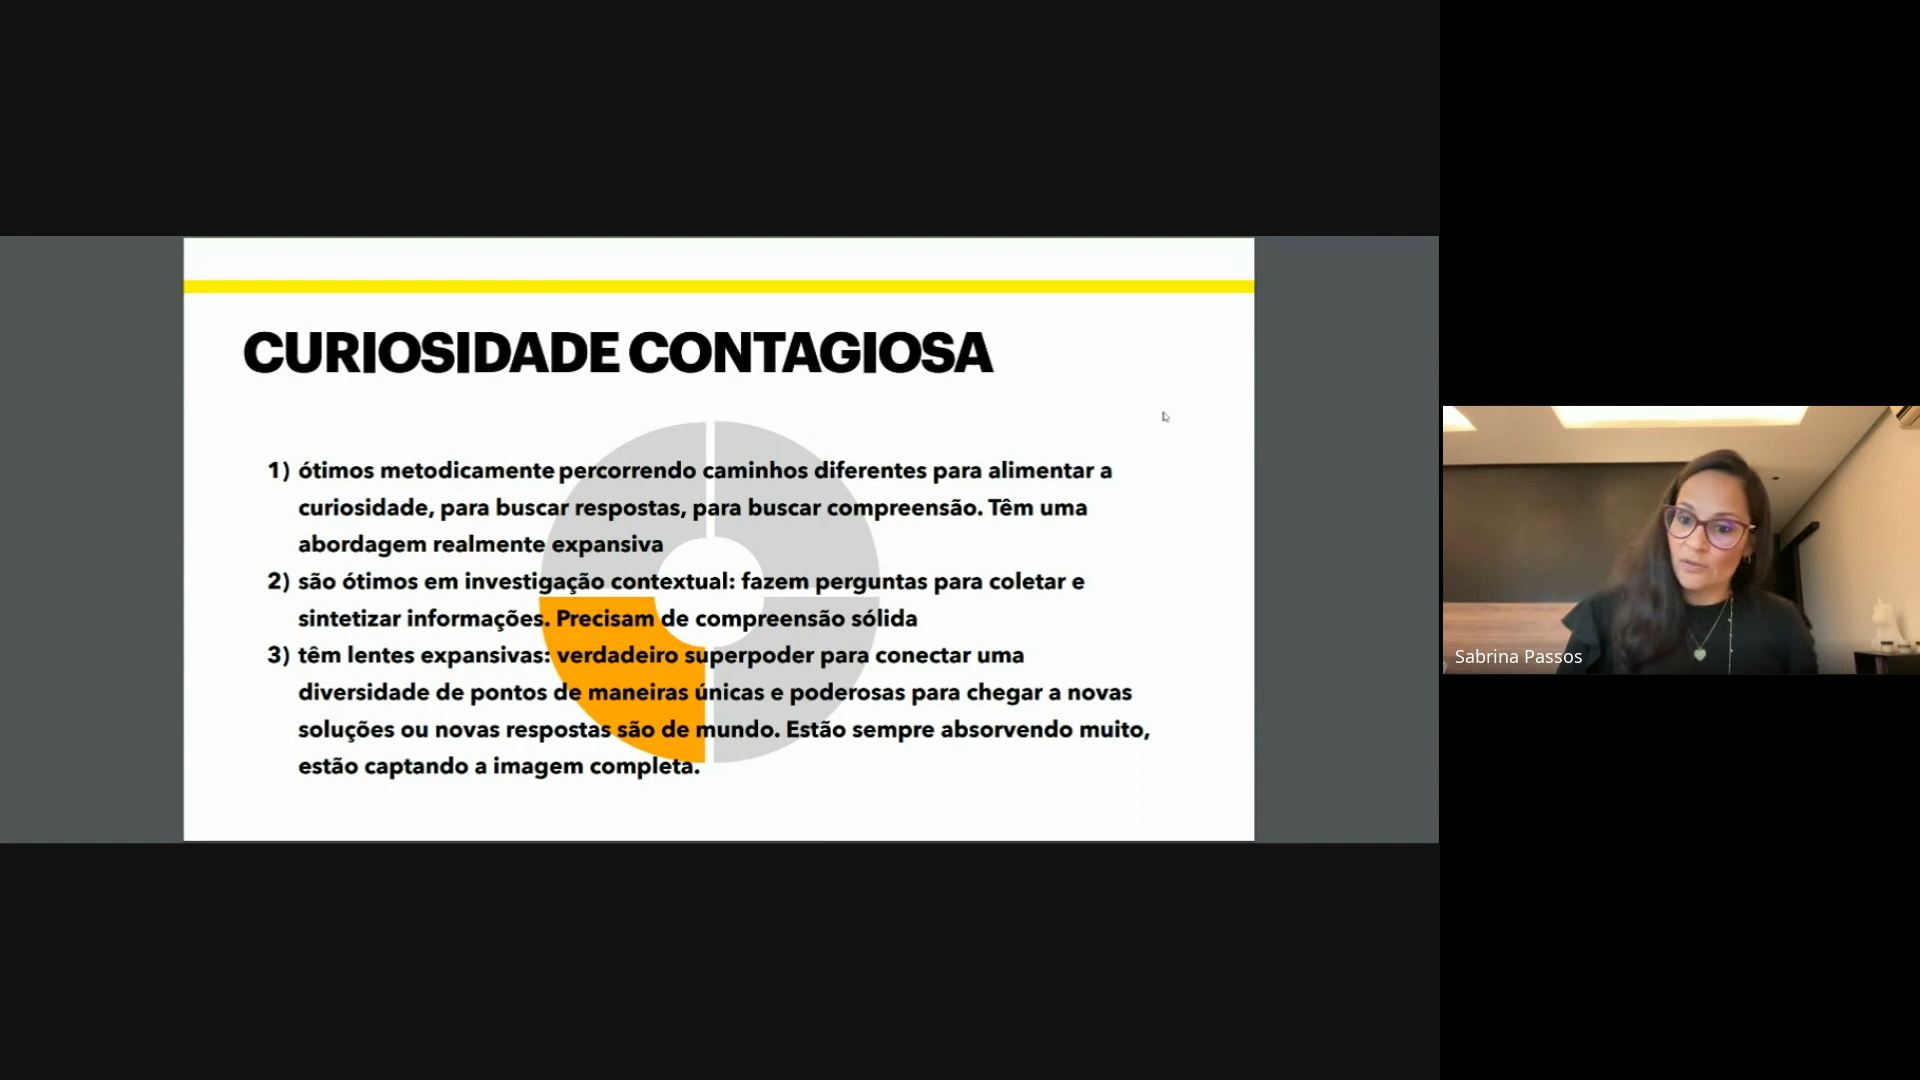 CURIOSIDADE CONTAGIOSA
1) ótimos metodicamente percorrendo caminhos diferentes para alimentar a
curiosidade, para buscar respostas, para buscar compreensão. Têm uma
abordagem realmente expansiva
2) são ótimos em investigação contextual: fazem perguntas para coletar e
sintetizar informações. Precisam de compreensão sólida
3) têm lentes expansivas: verdadeiro superpoder para conectar uma
diversidade de pontos de maneiras únicas e poderosas para chegar a novas
soluções ou novas respostas são de mundo. Estão sempre absorvendo muito,
estão captando a imagem completa.
Sabrina Passos